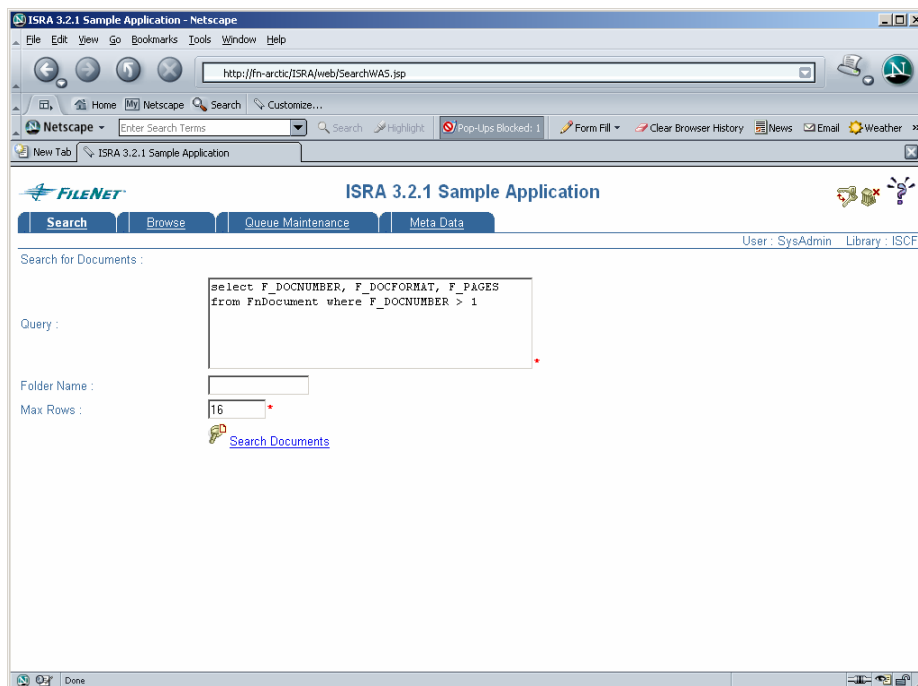 ISRA 3.2.1 Sample Application - Netscape
File Edit View Go Bookmarks Tools Window Help
http://fn-arctic/ISRA/web/SearchWAS.jsp
Home My Netscape Search Customize...
Netscape Enter Search Terms Search Highlight Pop-Ups Blocked: 1 Form Fill Clear Browser History News Email Weather »
New Tab ISRA 3.2.1 Sample Application
FILENET ISRA 3.2.1 Sample Application
Search Browse Queue Maintenance Meta Data
User : SysAdmin Library : ISCF
Search for Documents :
select F_DOCNUMBER, F_DOCFORMAT, F_PAGES
from FnDocument where F_DOCNUMBER > 1
Query :
*
Folder Name :
Max Rows : 16 *
Search Documents
Done